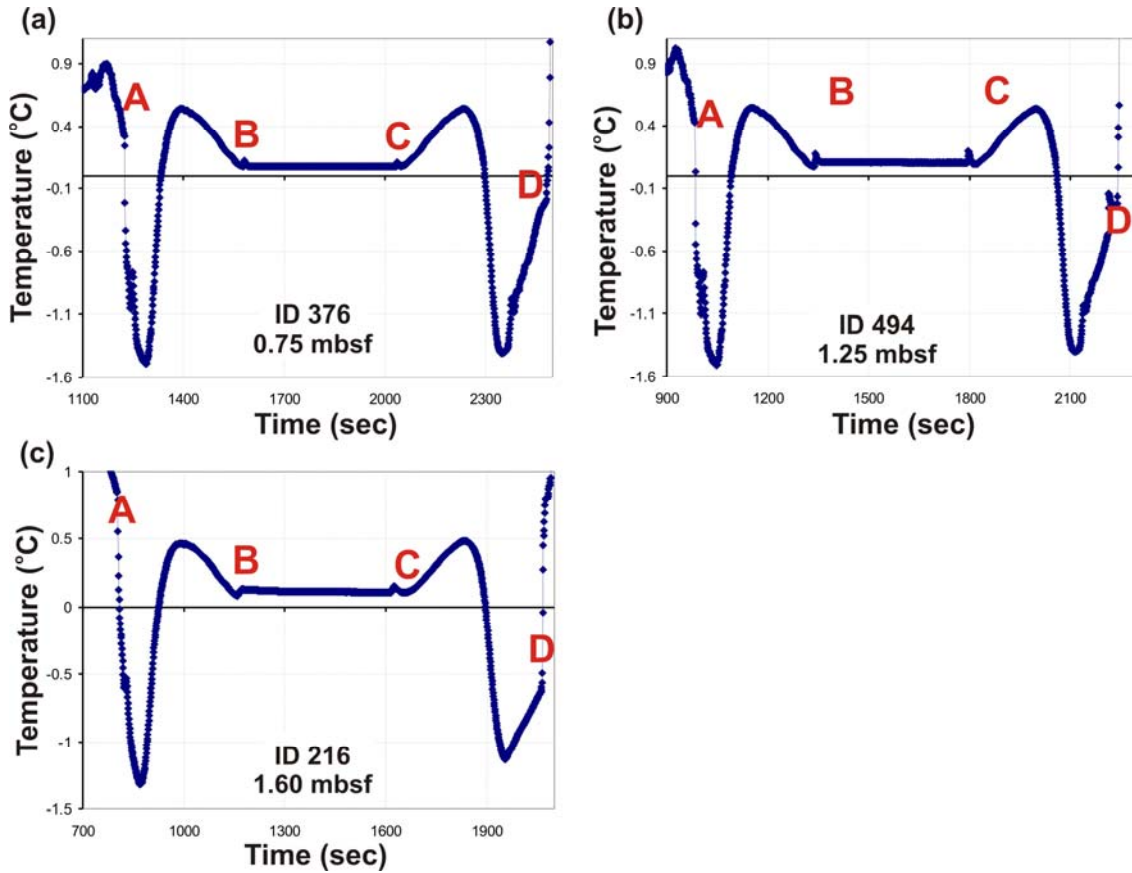 (a)
Temperature (°C)
0.9
0.4
-0.1
-0.6
-1.1
-1.6
A
B
C
D
ID 376
0.75 mbsf
1100 1400 1700 2000 2300
Time (sec)
(b)
Temperature (°C)
0.9
0.4
-0.1
-0.6
-1.1
-1.6
A
B
C
D
ID 494
1.25 mbsf
900 1200 1500 1800 2100
Time (sec)
(c)
Temperature (°C)
1
0.5
0
-0.5
-1
-1.5
A
B
C
D
ID 216
1.60 mbsf
700 1000 1300 1600 1900
Time (sec)